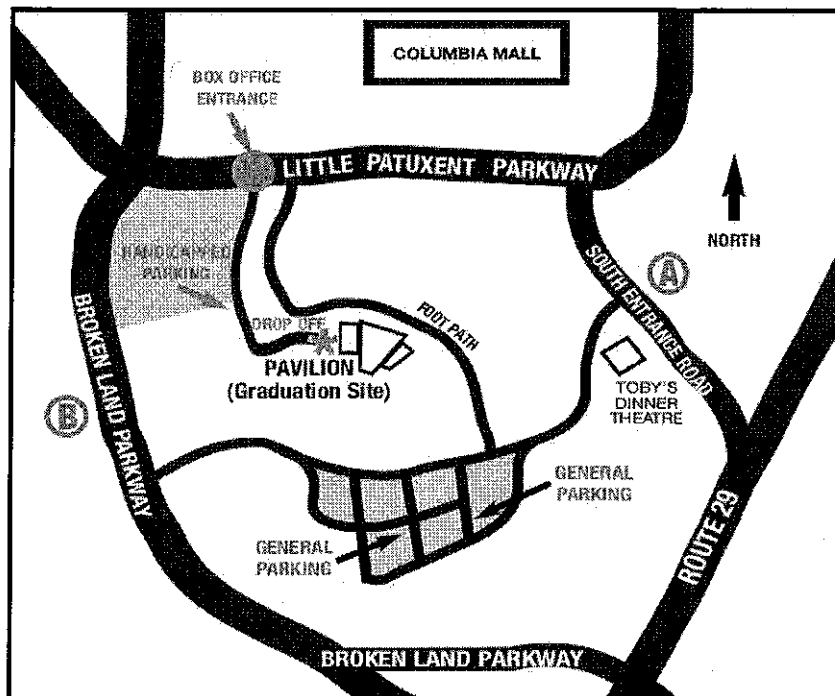 COLUMBIA MALL
BOX OFFICE
ENTRANCE
LITTLE PATUXENT PARKWAY
NORTH
HANDICAPPED
PARKING
SOUTH ENTRANCE ROAD
A
DROP OFF
FOOT PATH
PAVILION
(Graduation Site)
TOBY'S
DINNER
THEATRE
BROKEN LAND PARKWAY
B
GENERAL
PARKING
GENERAL
PARKING
ROUTE 29
BROKEN LAND PARKWAY